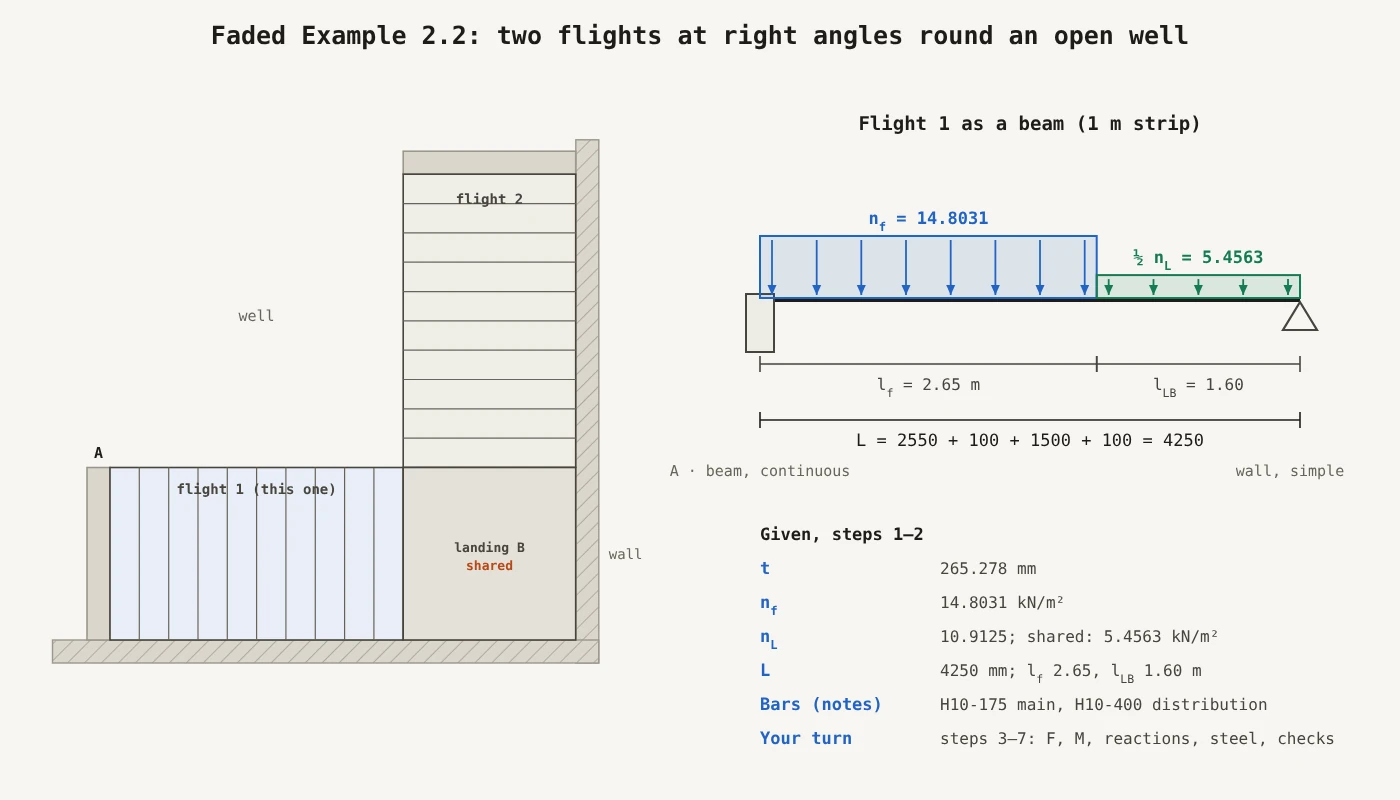 Faded Example 2.2: two flights at right angles round an open well
flight 2
well
A
flight 1 (this one)
landing B
shared
wall
Flight 1 as a beam (1 m strip)
n_f = 14.8031
½ n_L = 5.4563
l_f = 2.65 m
l_LB = 1.60
L = 2550 + 100 + 1500 + 100 = 4250
A · beam, continuous
wall, simple
Given, steps 1–2
t 265.278 mm
n_f 14.8031 kN/m²
n_L 10.9125; shared: 5.4563 kN/m²
L 4250 mm; l_f 2.65, l_LB 1.60 m
Bars (notes) H10-175 main, H10-400 distribution
Your turn steps 3–7: F, M, reactions, steel, checks